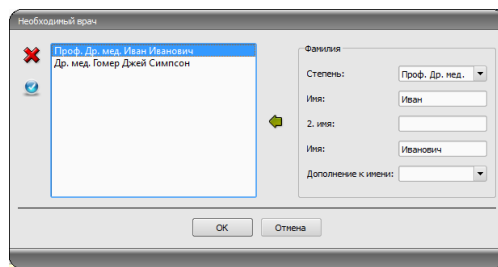 Необходиный врач
Проф. Др. мед. Иван Иванович
Др. мед. Гомер Джей Симпсон
Фамилия
Степень: Проф. Др. мед.
Имя: Иван
2. имя:
Имя: Иванович
Дополнение к имени:
OK Отмена